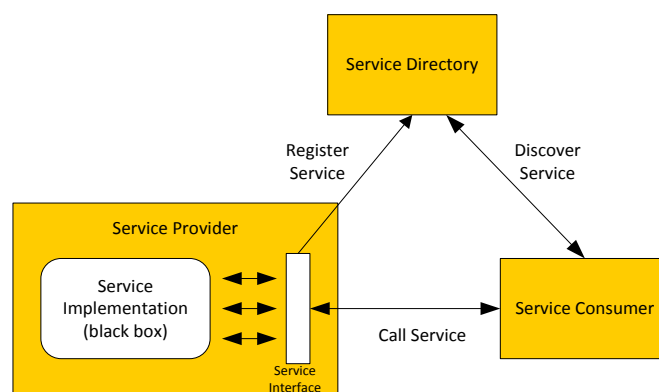 Service Directory
Register
Service
Discover
Service
Service Provider
Service
Implementation
(black box)
Service Consumer
Call Service
Service
Interface